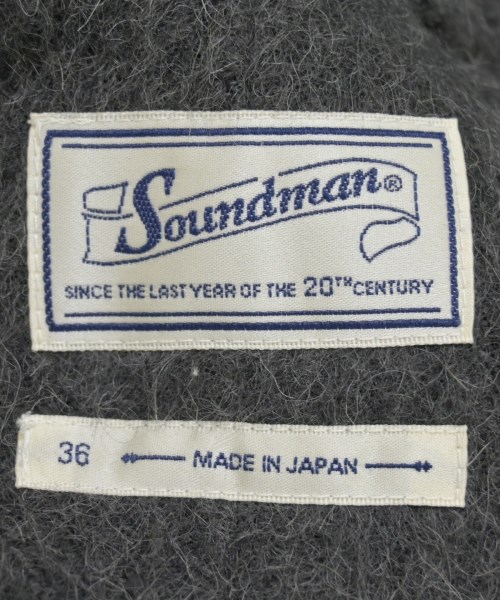 Soundman®
SINCE THE LAST YEAR OF THE 20TH CENTURY
36 MADE IN JAPAN